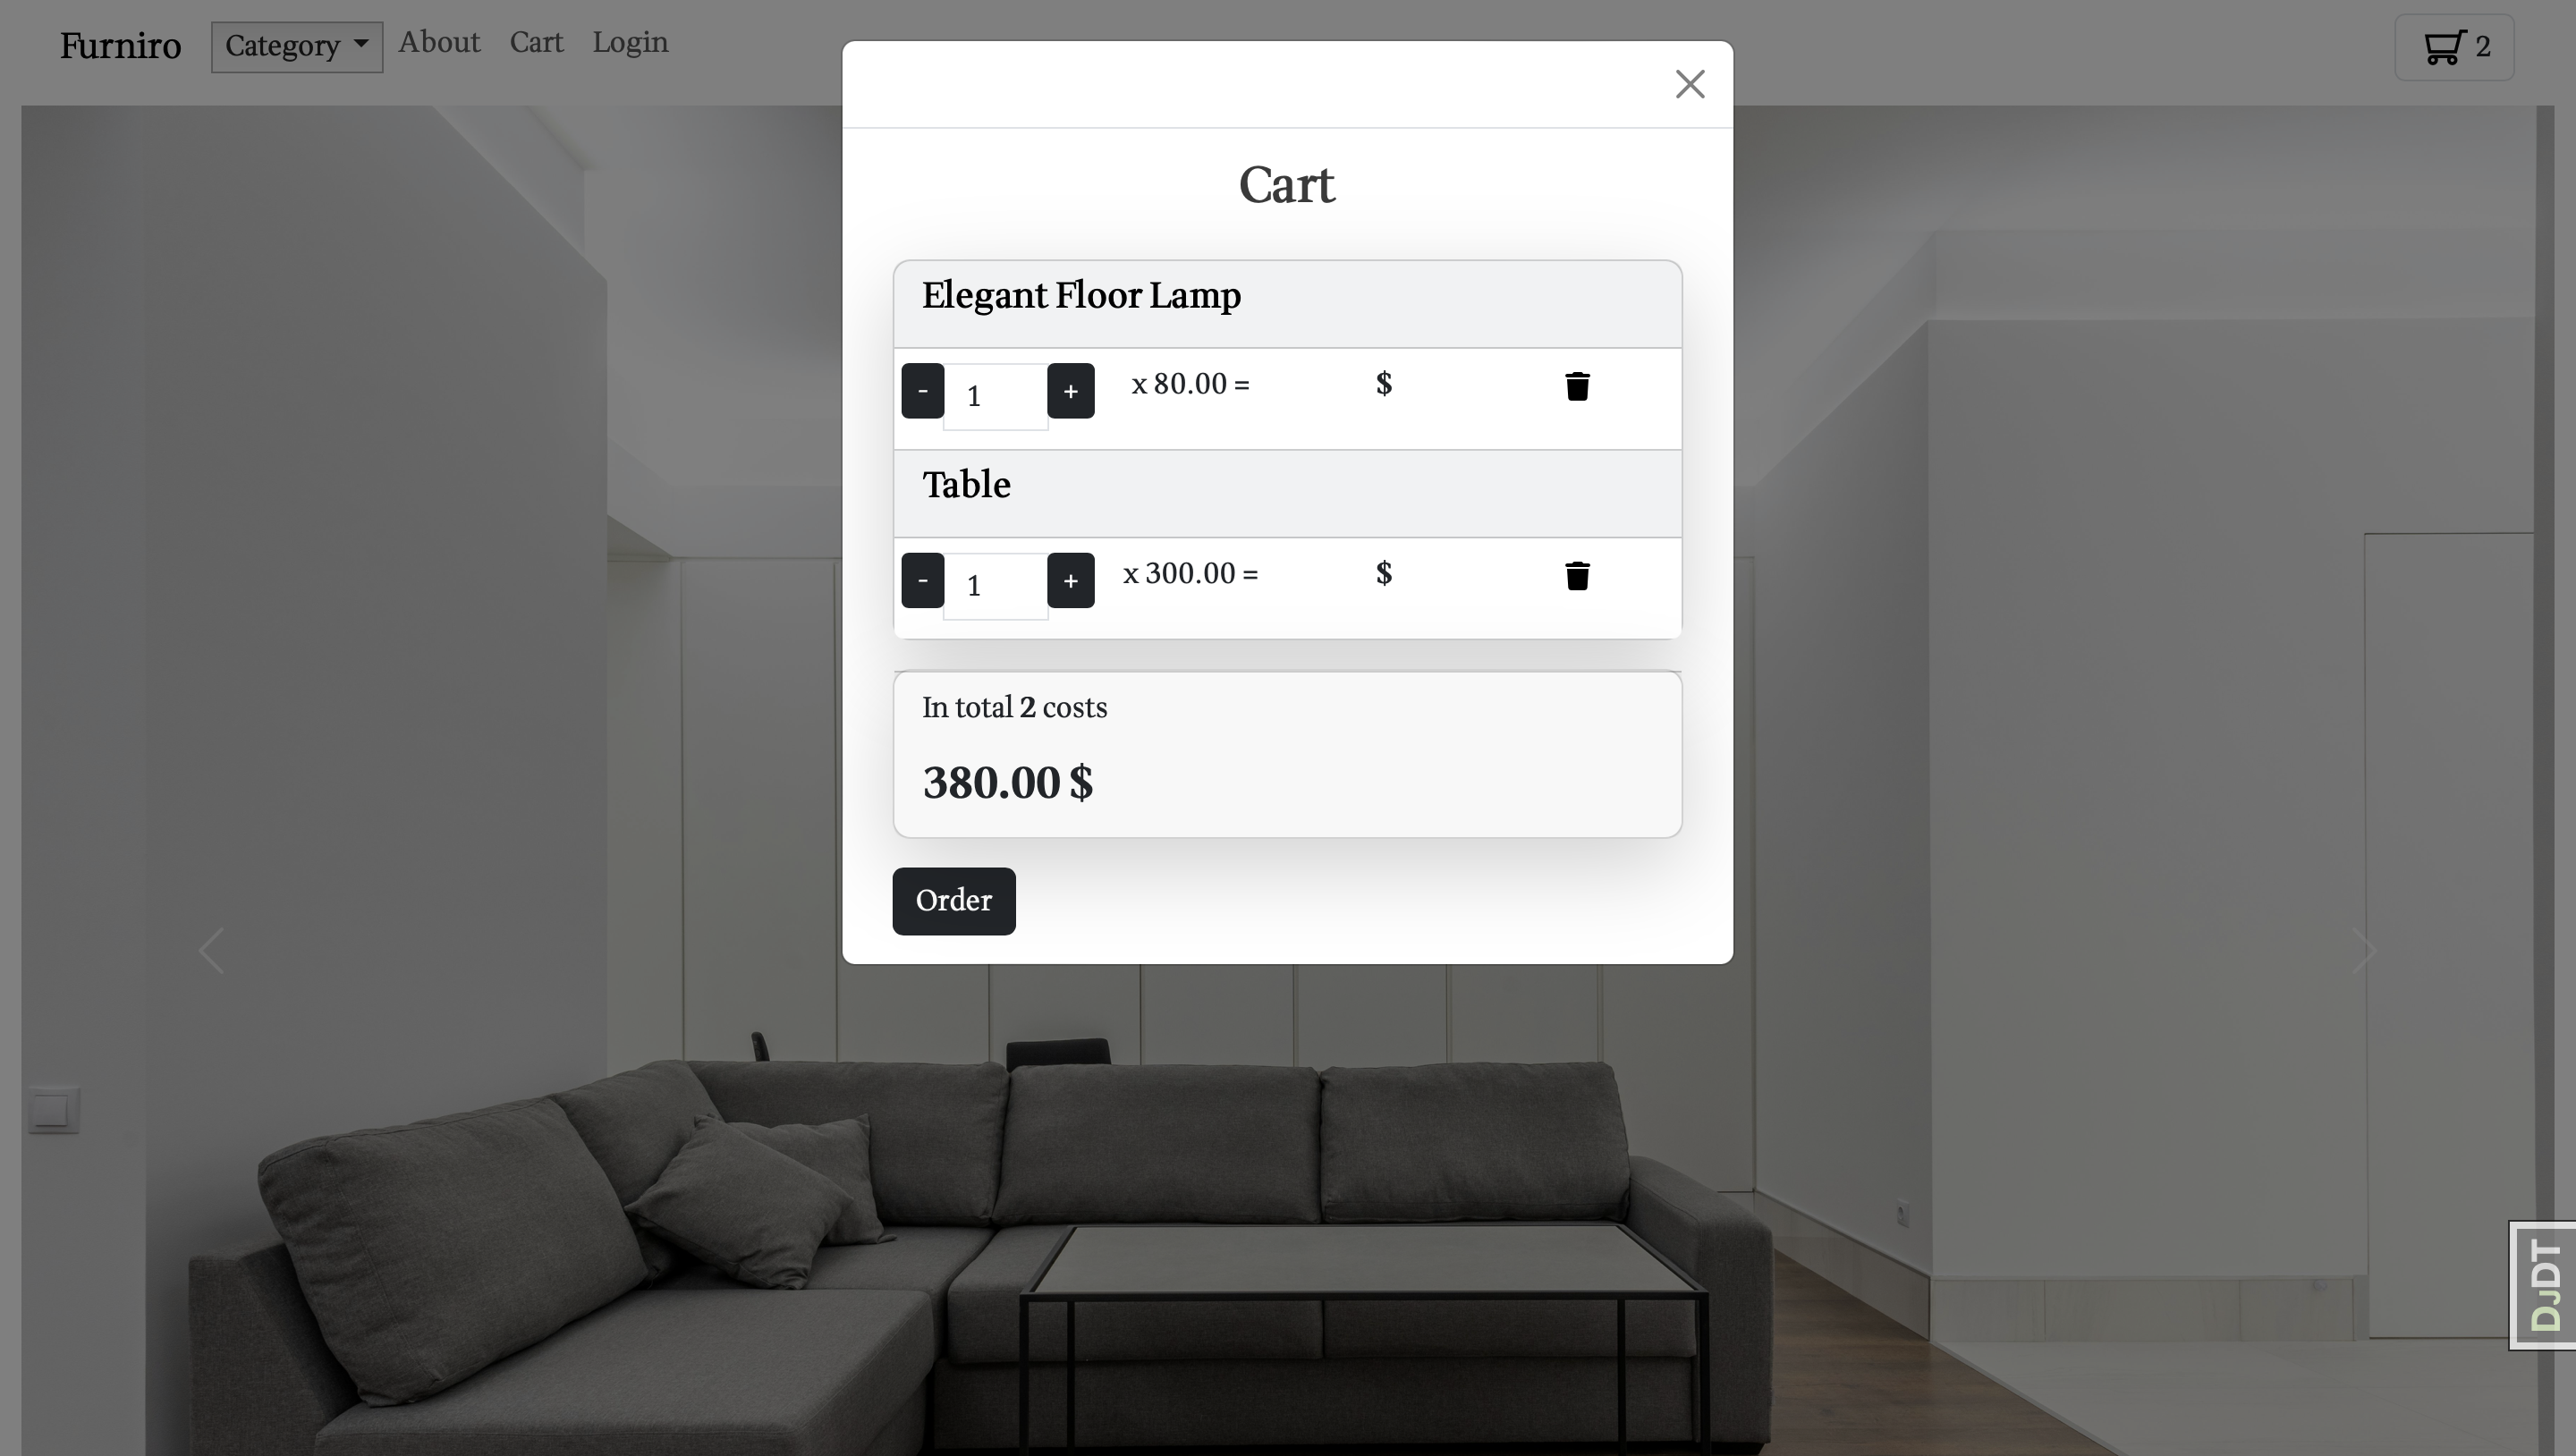 Furniro Category About Cart Login 2
Cart
Elegant Floor Lamp
- 1 + x 80.00 = $
Table
- 1 + x 300.00 = $
In total 2 costs
380.00 $
Order
DJDT